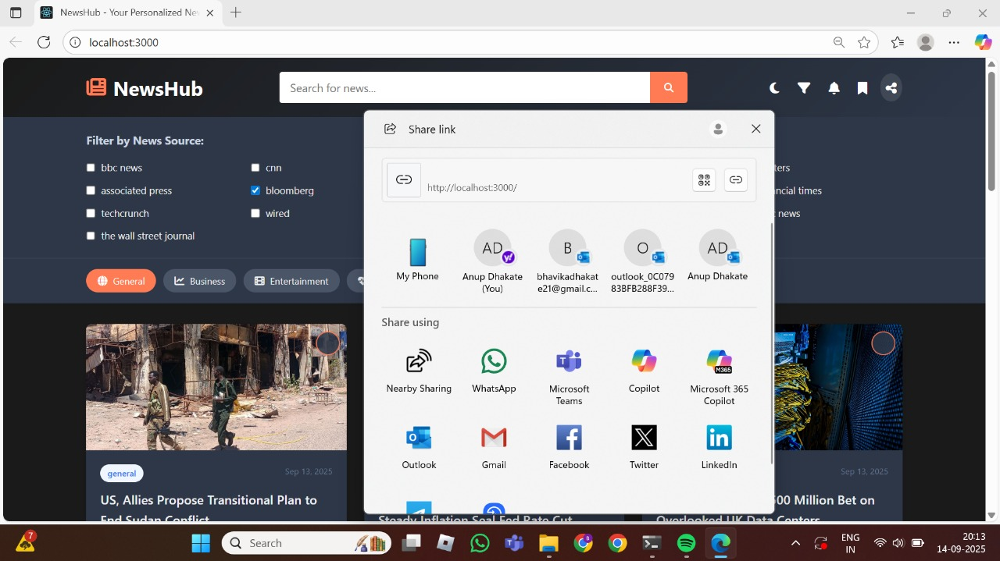 NewsHub - Your Personalized Ne
localhost:3000
NewsHub
Search for news...
Share link
Filter by News Source:
bbc news
cnn
ters
http://localhost:3000/
associated press
bloomberg
ncial times
techcrunch
wired
news
the wall street journal
AD
B
O
AD
My Phone
Anup Dhakate
(You)
bhavikadhakat
e21@gmail.c...
outlook_0C079
83BFB288F39...
Anup Dhakate
General
Business
Entertainment
Share using
Nearby Sharing
WhatsApp
Microsoft
Teams
Copilot
M365
Microsoft 365
Copilot
Outlook
Gmail
Facebook
Twitter
LinkedIn
general
Sep 13, 2025
Sep 13, 2025
US, Allies Propose Transitional Plan to
End Sudan Conflict
Steady Inflation Seal Fed Rate Cut
00 Million Bet on
Overlooked UK Data Centers
7
Search
ENG
IN
20:13
14-09-2025